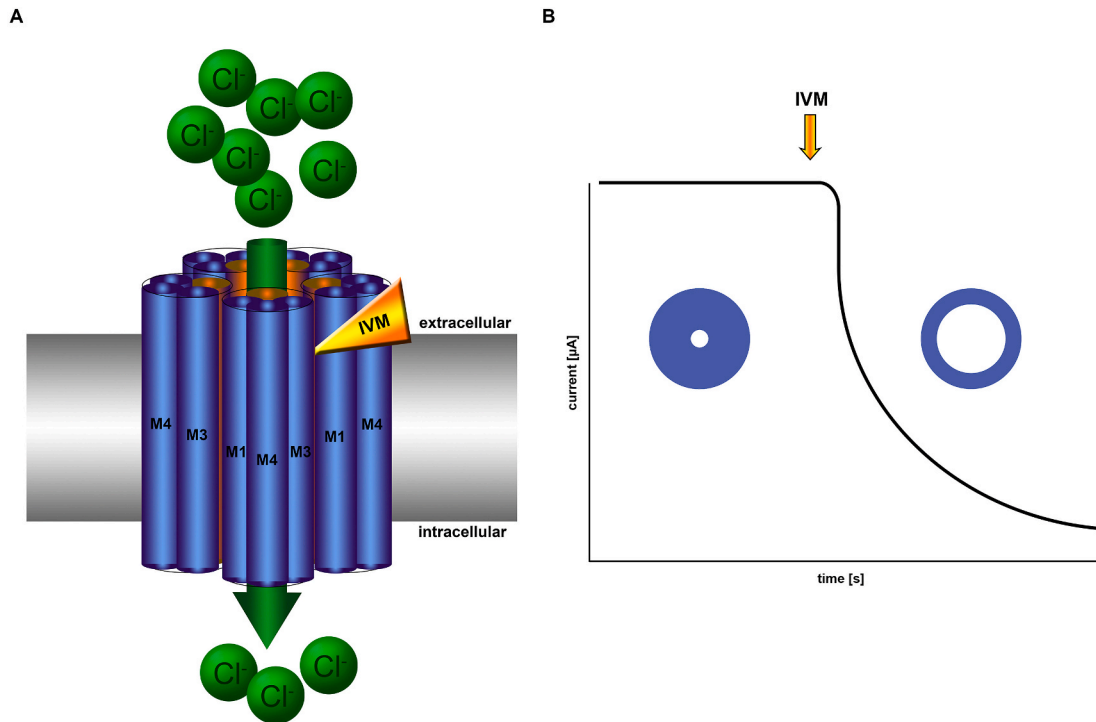 A
Cl-
Cl-
Cl-
Cl-
Cl-
Cl-
Cl-
IVM
extracellular
M4
M3
M1
M4
M3
M1
M4
intracellular
Cl-
Cl-
Cl-
B
IVM
current [µA]
time [s]